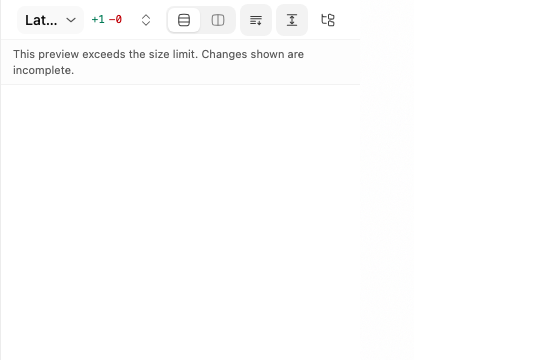 Lat... +1 −0
This preview exceeds the size limit. Changes shown are
incomplete.